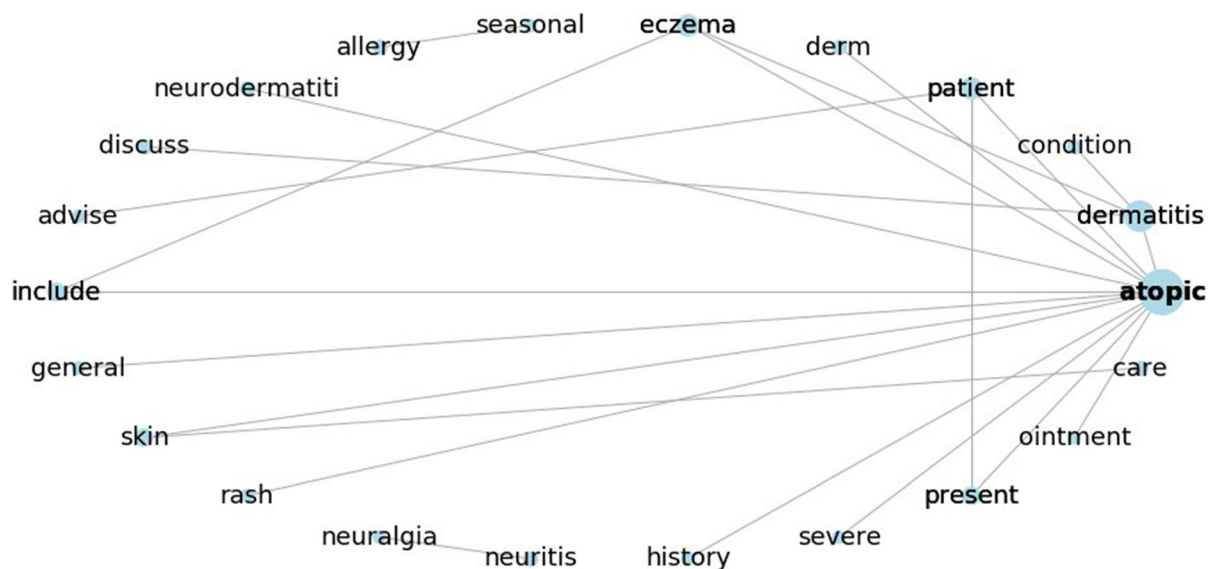 seasonal
eczema
allergy
derm
neurodermatiti
patient
discuss
condition
advise
dermatitis
include
atopic
general
care
skin
ointment
rash
present
neuralgia
severe
neuritis
history